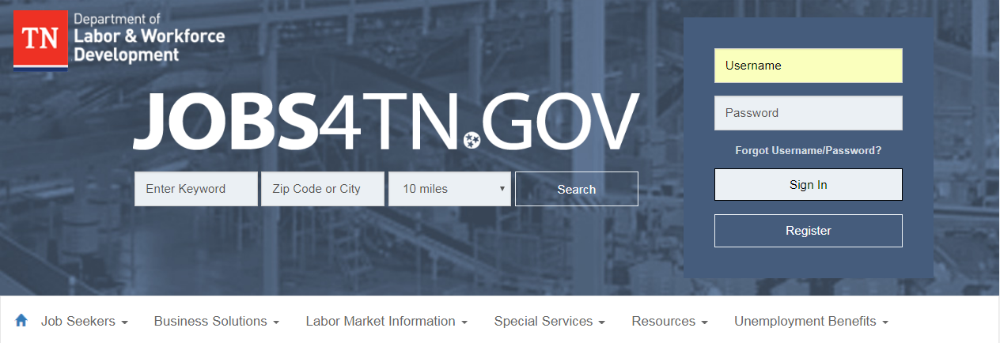 TN
Department of
Labor & Workforce
Development
JOBS4TN.GOV
Enter Keyword
Zip Code or City
10 miles
Search
Username
Password
Forgot Username/Password?
Sign In
Register
Job Seekers
Business Solutions
Labor Market Information
Special Services
Resources
Unemployment Benefits